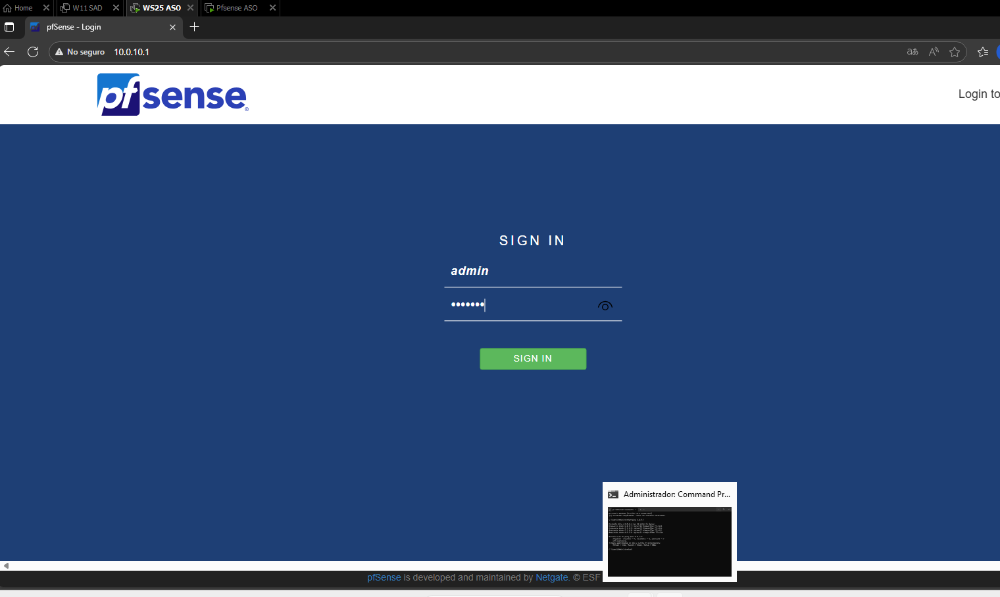 Home
W11 SAD
WS25 ASO
Pfsense ASO
pfSense - Login
No seguro
10.0.10.1
pfsense
Login to
SIGN IN
admin
•••••••
SIGN IN
Administrador: Command Pr...
pfSense is developed and maintained by Netgate. © ESF